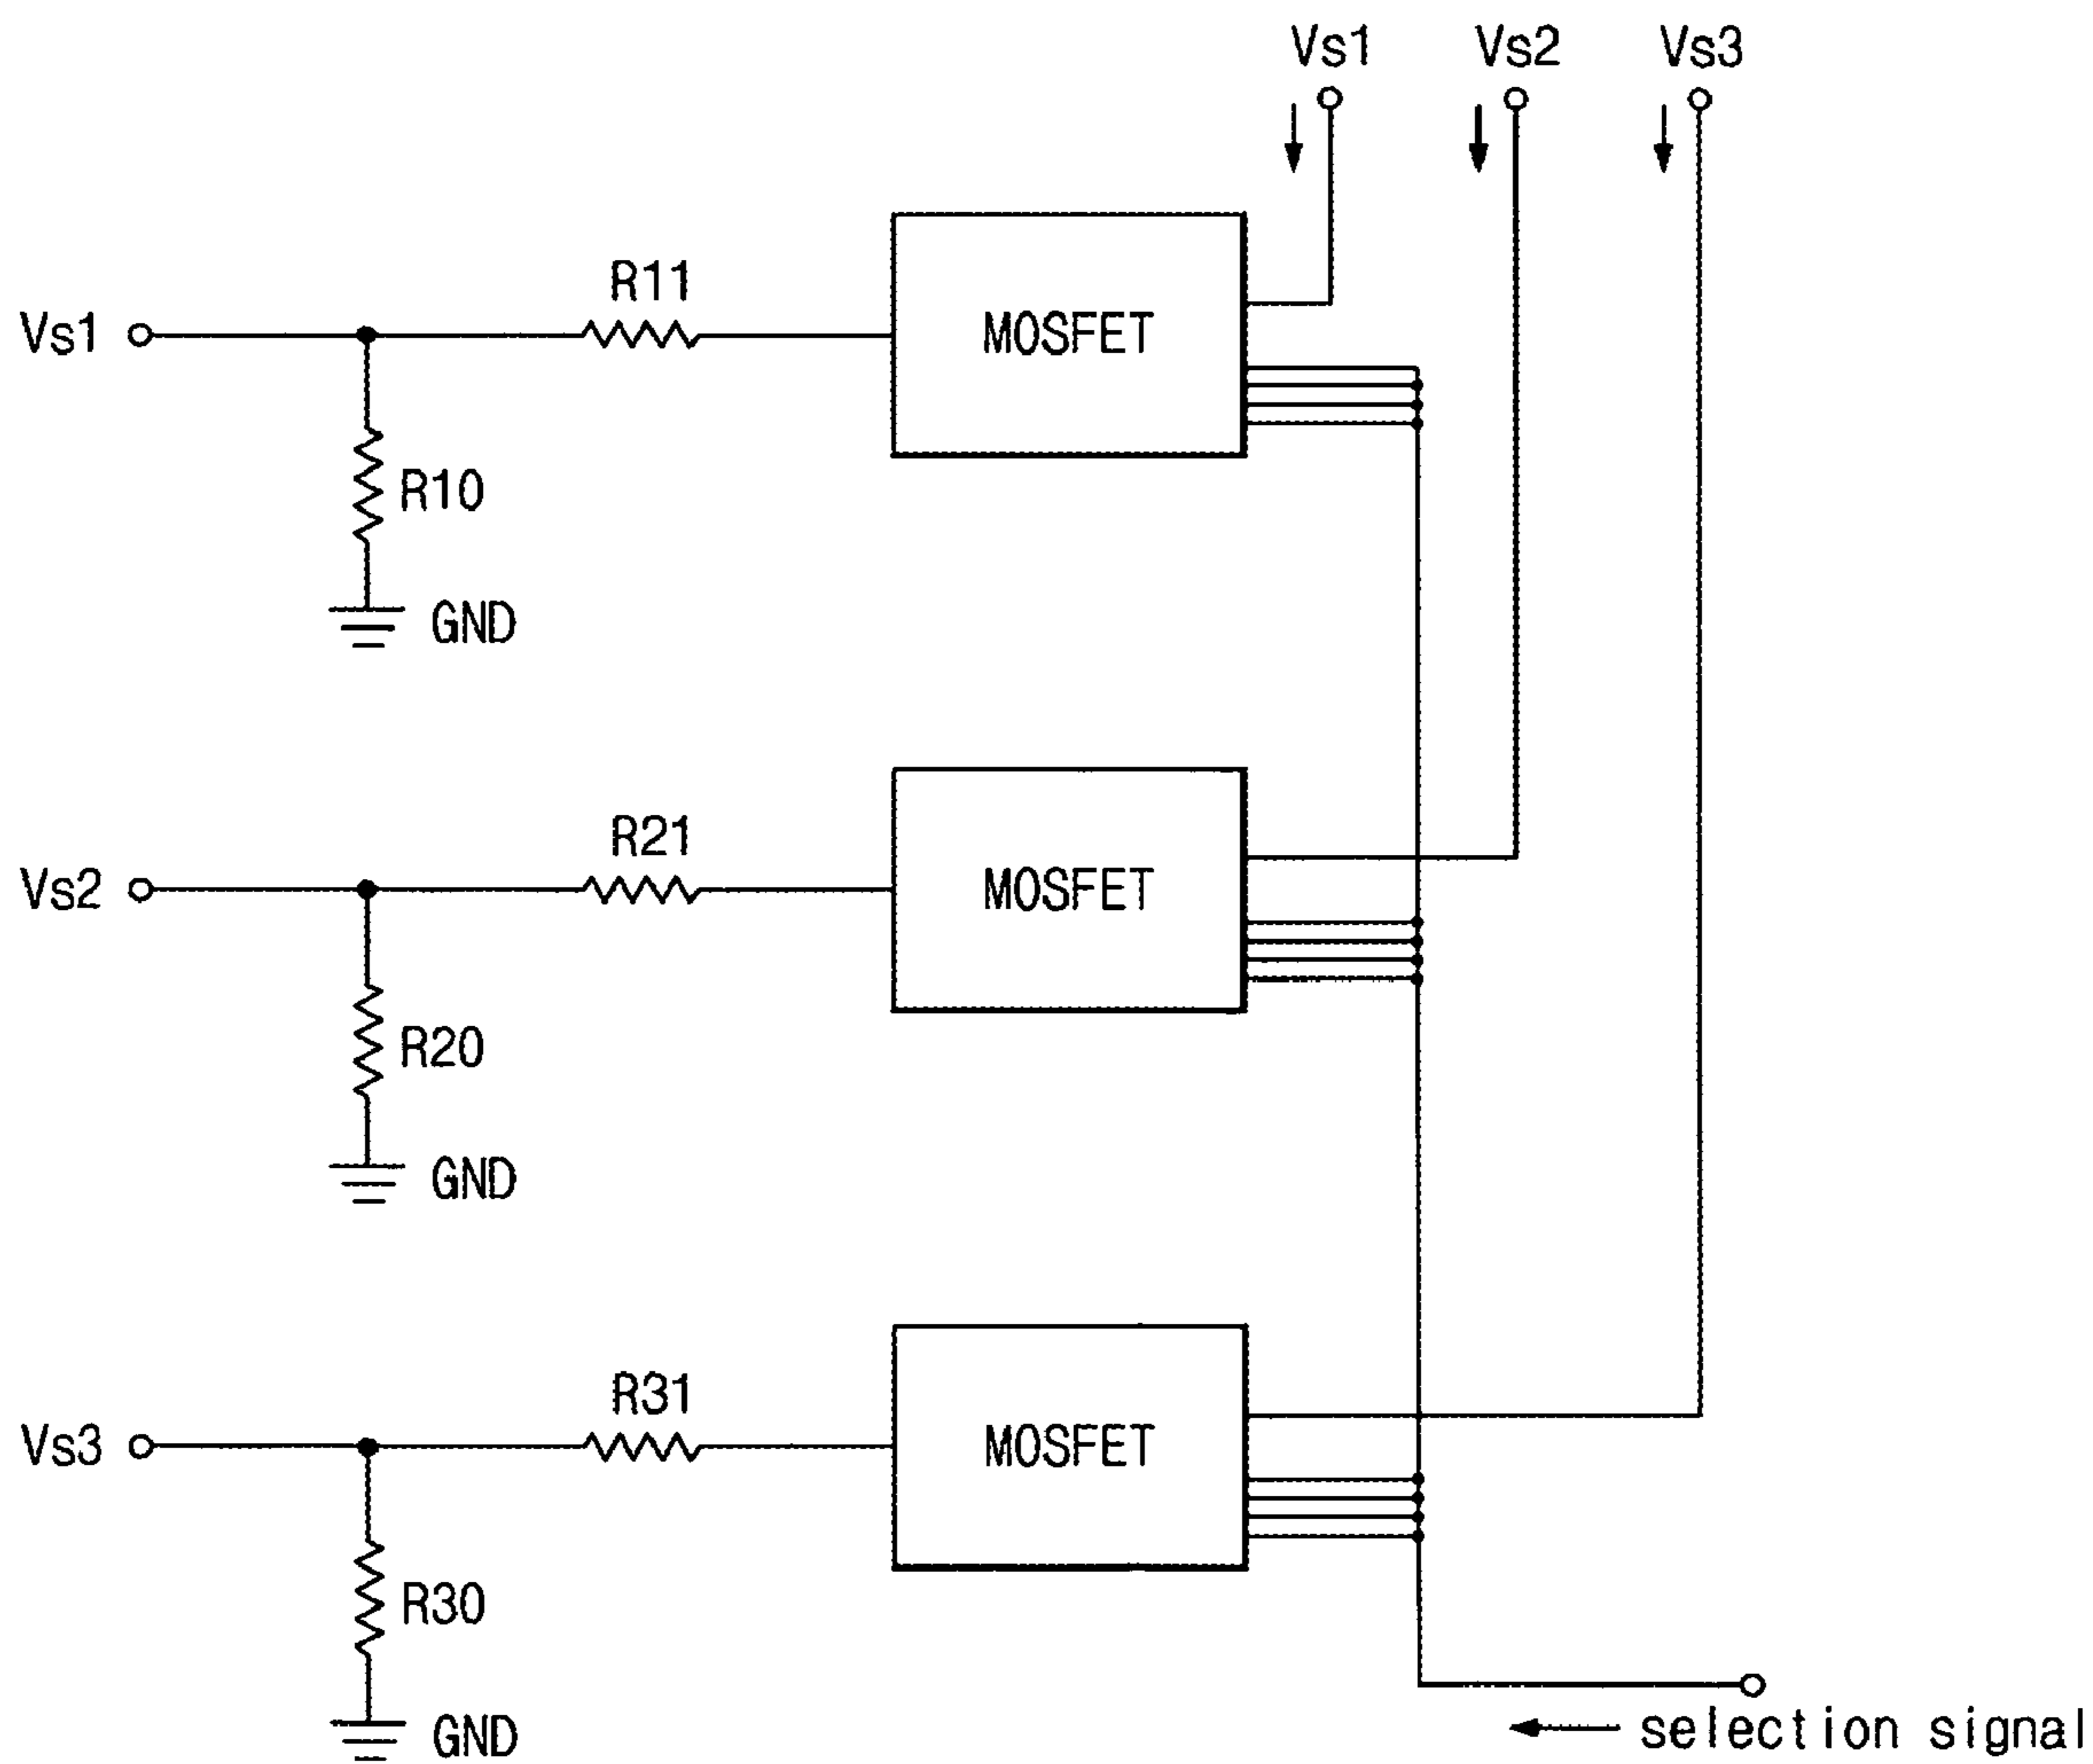 Vs1 Vs2 Vs3
R11
MOSFET
Vs1
R10
GND
R21
MOSFET
Vs2
R20
GND
R31
MOSFET
Vs3
R30
GND
selection signal